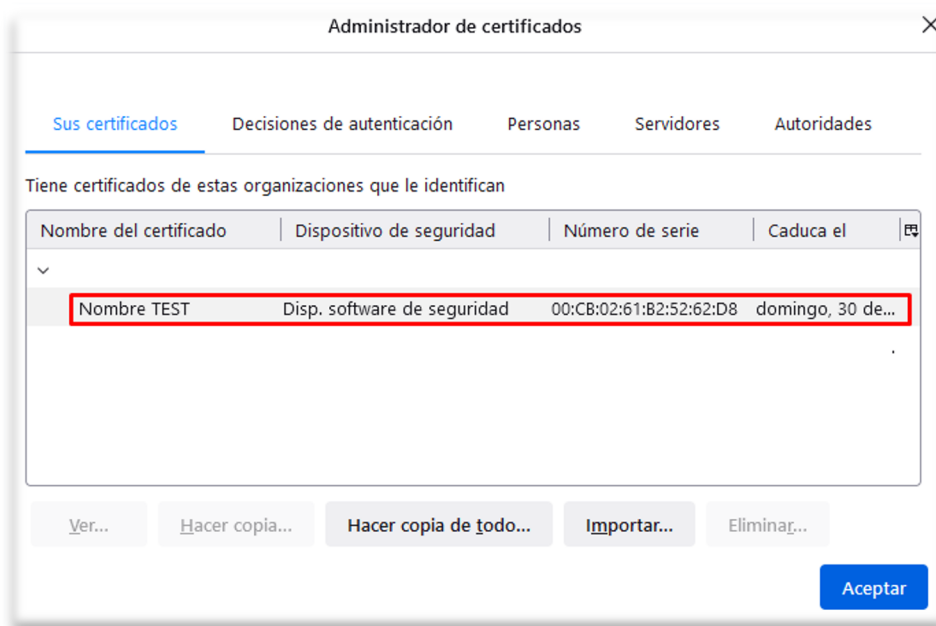 Administrador de certificados
Sus certificados Decisiones de autenticación Personas Servidores Autoridades
Tiene certificados de estas organizaciones que le identifican
Nombre del certificado Dispositivo de seguridad Número de serie Caduca el
Nombre TEST Disp. software de seguridad 00:CB:02:61:B2:52:62:D8 domingo, 30 de...
Ver... Hacer copia... Hacer copia de todo... Importar... Eliminar...
Aceptar